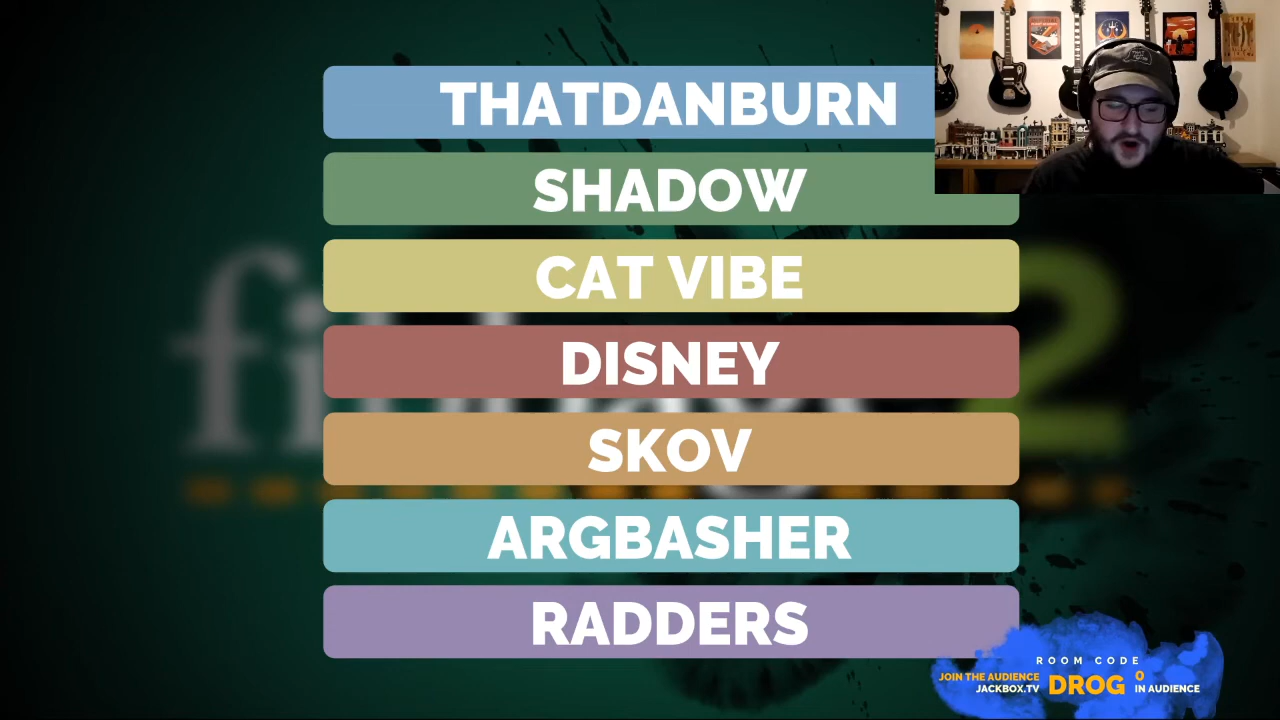 THATDANBURN
SHADOW
CAT VIBE
DISNEY
SKOV
ARGBASHER
RADDERS
2
ROOM CODE
JOIN THE AUDIENCE
JACKBOX.TV
DROG
0
IN AUDIENCE